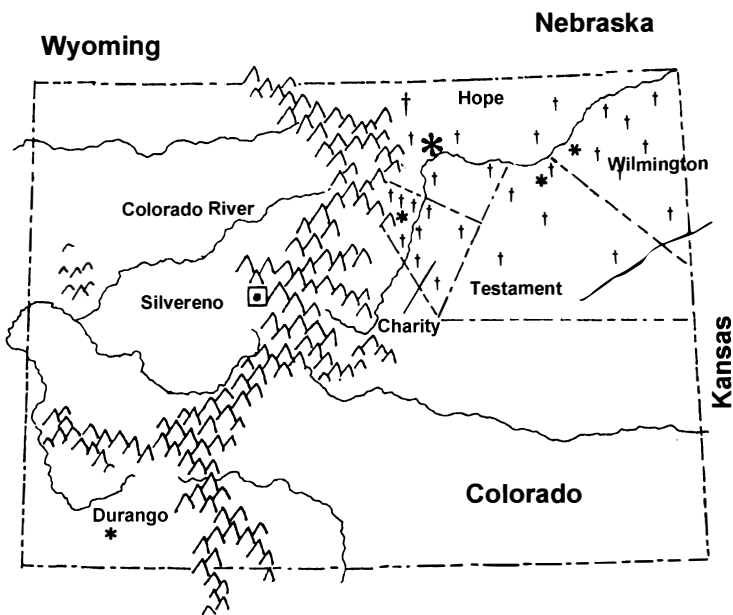 Nebraska
Wyoming
Hope
Wilmington
Colorado River
Testament
Silvereno
Charity
Kansas
Colorado
Durango